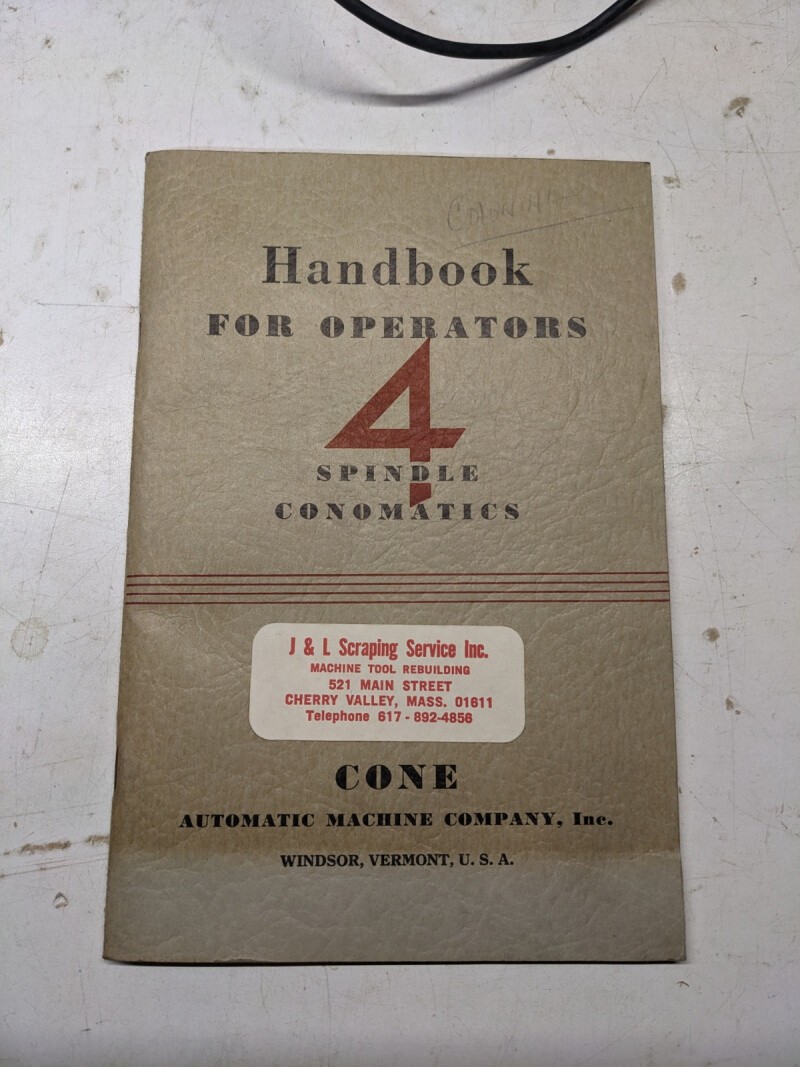 Handbook
FOR OPERATORS
4
SPINDLE
CONOMATICS
J & L Scraping Service Inc.
MACHINE TOOL REBUILDING
521 MAIN STREET
CHERRY VALLEY, MASS. 01611
Telephone 617 - 892-4856
CONE
AUTOMATIC MACHINE COMPANY, Inc.
WINDSOR, VERMONT, U. S. A.